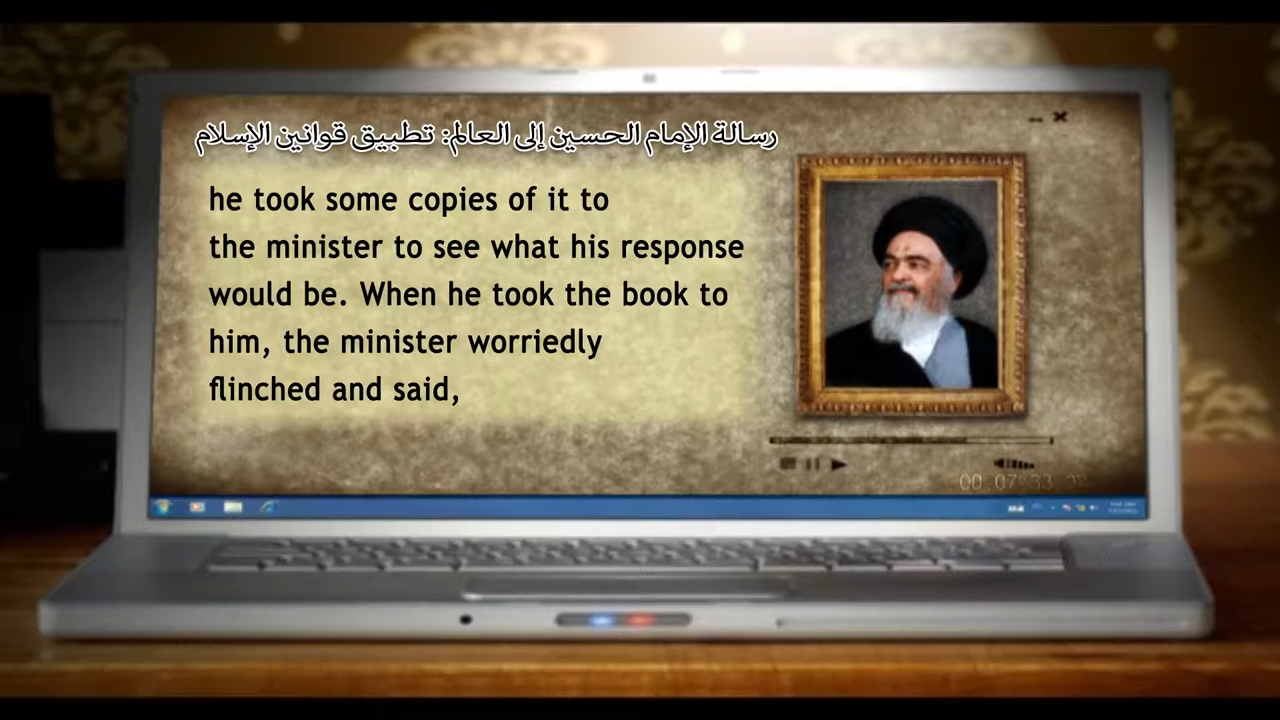 رسالة الإمام الحسين إلى العالم: تطبيق قوانين الإسلام
he took some copies of it to
the minister to see what his response
would be. When he took the book to
him, the minister worriedly
flinched and said,